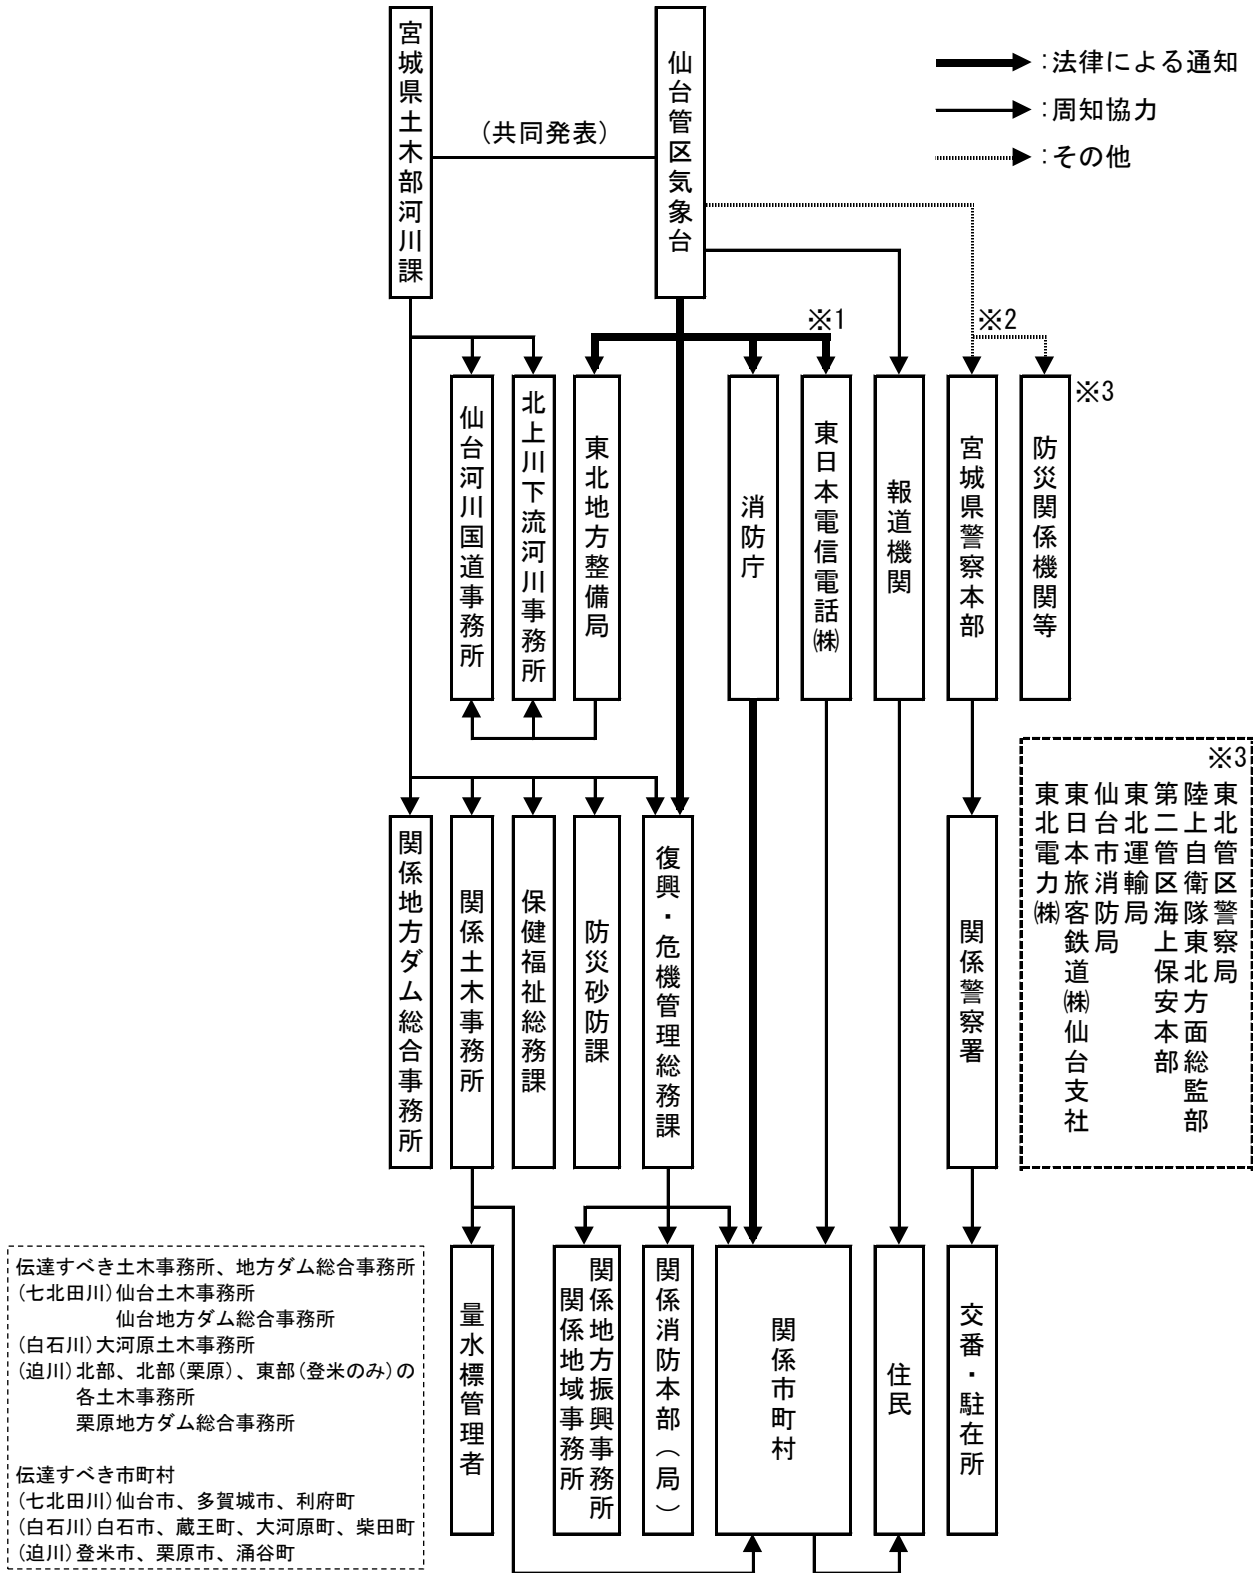 宮城県土木部河川課
仙台管区気象台
(共同発表)
:法律による通知
:周知協力
:その他
※1
※2
※3
仙台河川国道事務所
北上川下流河川事務所
東北地方整備局
消防庁
東日本電信電話㈱
報道機関
宮城県警察本部
防災関係機関等
※3
東北管区警察局
陸上自衛隊東北方面総監部
第二管区海上保安本部
東北運輸局
仙台市消防局
東日本旅客鉄道㈱仙台支社
東北電力㈱
関係地方ダム総合事務所
関係土木事務所
保健福祉総務課
防災砂防課
復興・危機管理総務課
関係警察署
伝達すべき土木事務所、地方ダム総合事務所
(七北田川)仙台土木事務所
仙台地方ダム総合事務所
(白石川)大河原土木事務所
(迫川)北部、北部(栗原)、東部(登米のみ)の
各土木事務所
栗原地方ダム総合事務所
伝達すべき市町村
(七北田川)仙台市、多賀城市、利府町
(白石川)白石市、蔵王町、大河原町、柴田町
(迫川)登米市、栗原市、涌谷町
量水標管理者
関係地方振興事務所
関係地域事務所
関係消防本部(局)
関係市町村
住民
交番・駐在所